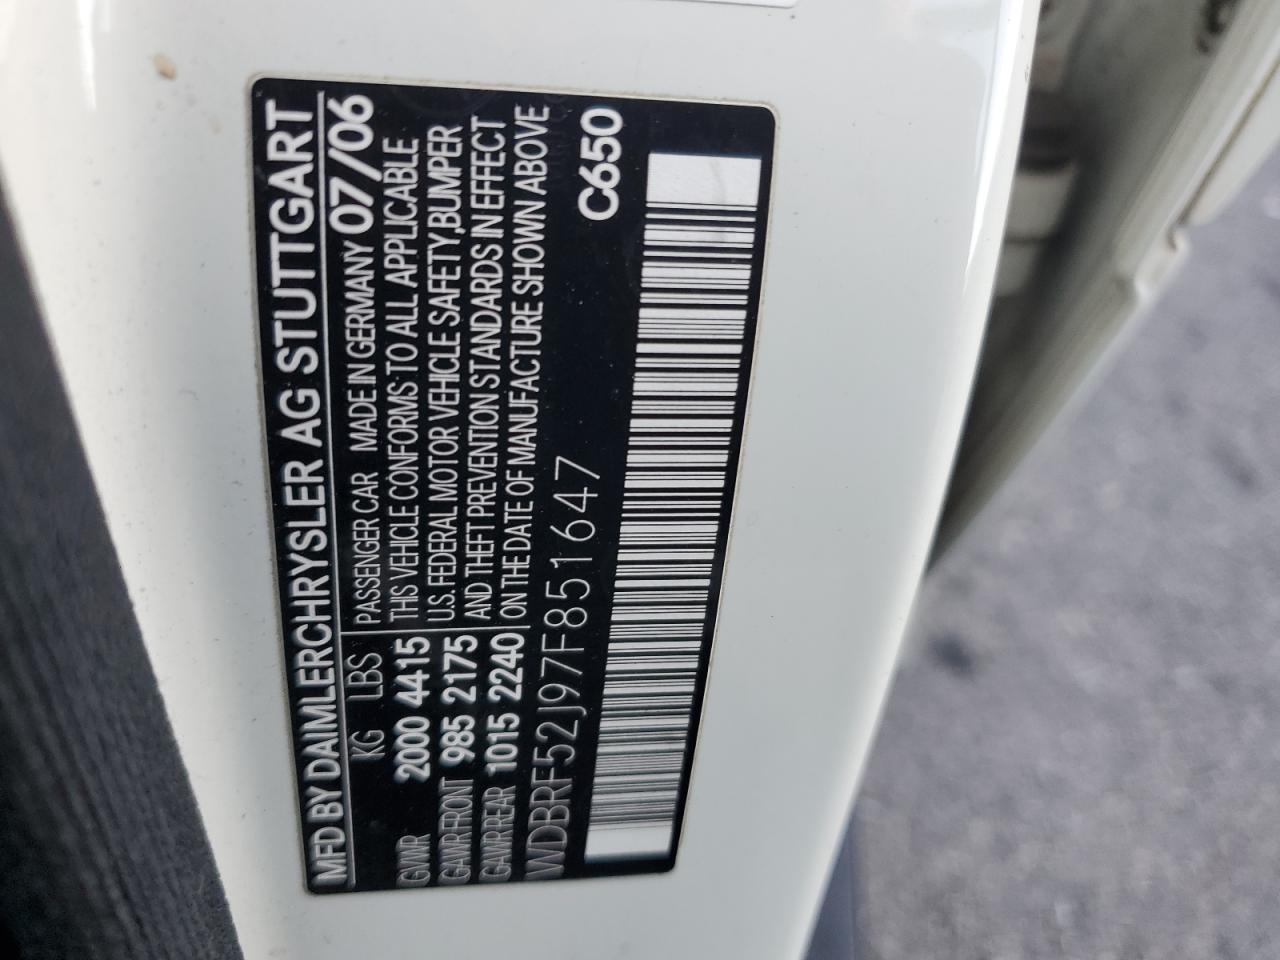 MFD BY DAIMLERCHRYSLER AG STUTTGART
KG LBS PASSENGER CAR MADE IN GERMANY 07/06
GVWR 2000 4415 THIS VEHICLE CONFORMS TO ALL APPLICABLE
GAWR FRONT 985 2175 U.S. FEDERAL MOTOR VEHICLE SAFETY,BUMPER
GAWR REAR 1015 2240 AND THEFT PREVENTION STANDARDS IN EFFECT
ON THE DATE OF MANUFACTURE SHOWN ABOVE
WDBRF52J97F851647
C650